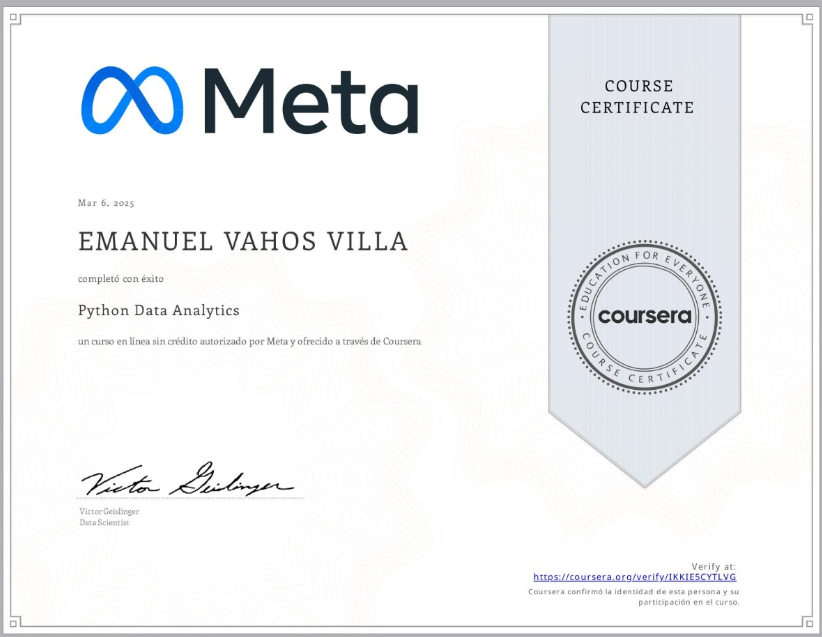 Meta
COURSE
CERTIFICATE
Mar 6, 2025
EMANUEL VAHOS VILLA
completó con éxito
Python Data Analytics
un curso en línea sin crédito autorizado por Meta y ofrecido a través de Coursera
EDUCATION FOR EVERYONE
coursera
COURSE CERTIFICATE
Victor Geislinger
Victor Geislinger
Data Scientist
Verify at:
https://coursera.org/verify/IKKIE5CYTLVG
Coursera confirmó la identidad de esta persona y su
participación en el curso.